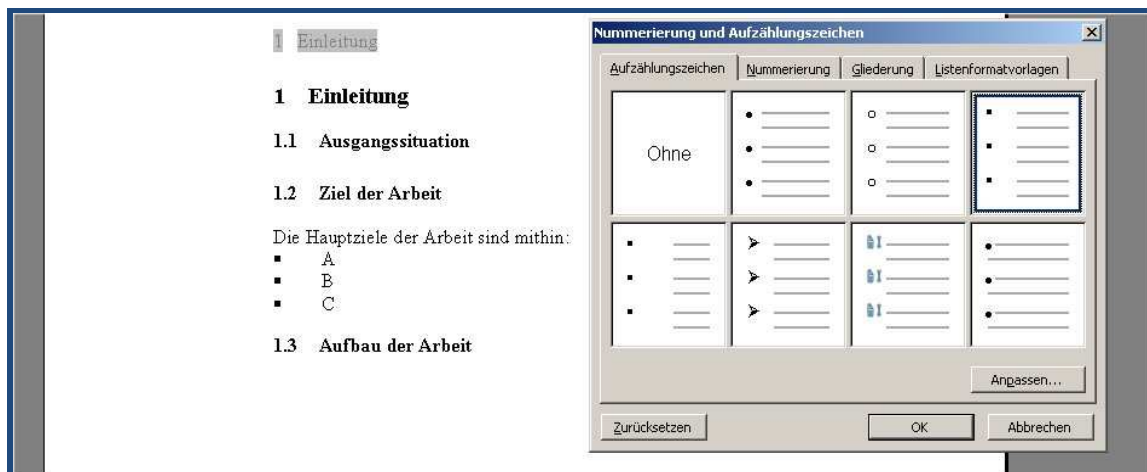 1 Einleitung
1 Einleitung
1.1 Ausgangssituation
1.2 Ziel der Arbeit
Die Hauptziele der Arbeit sind mithin:
▪ A
▪ B
▪ C
1.3 Aufbau der Arbeit
Nummerierung und Aufzählungszeichen
Aufzählungszeichen Nummerierung Gliederung Listenformatvorlagen
Ohne
Anpassen...
Zurücksetzen OK Abbrechen